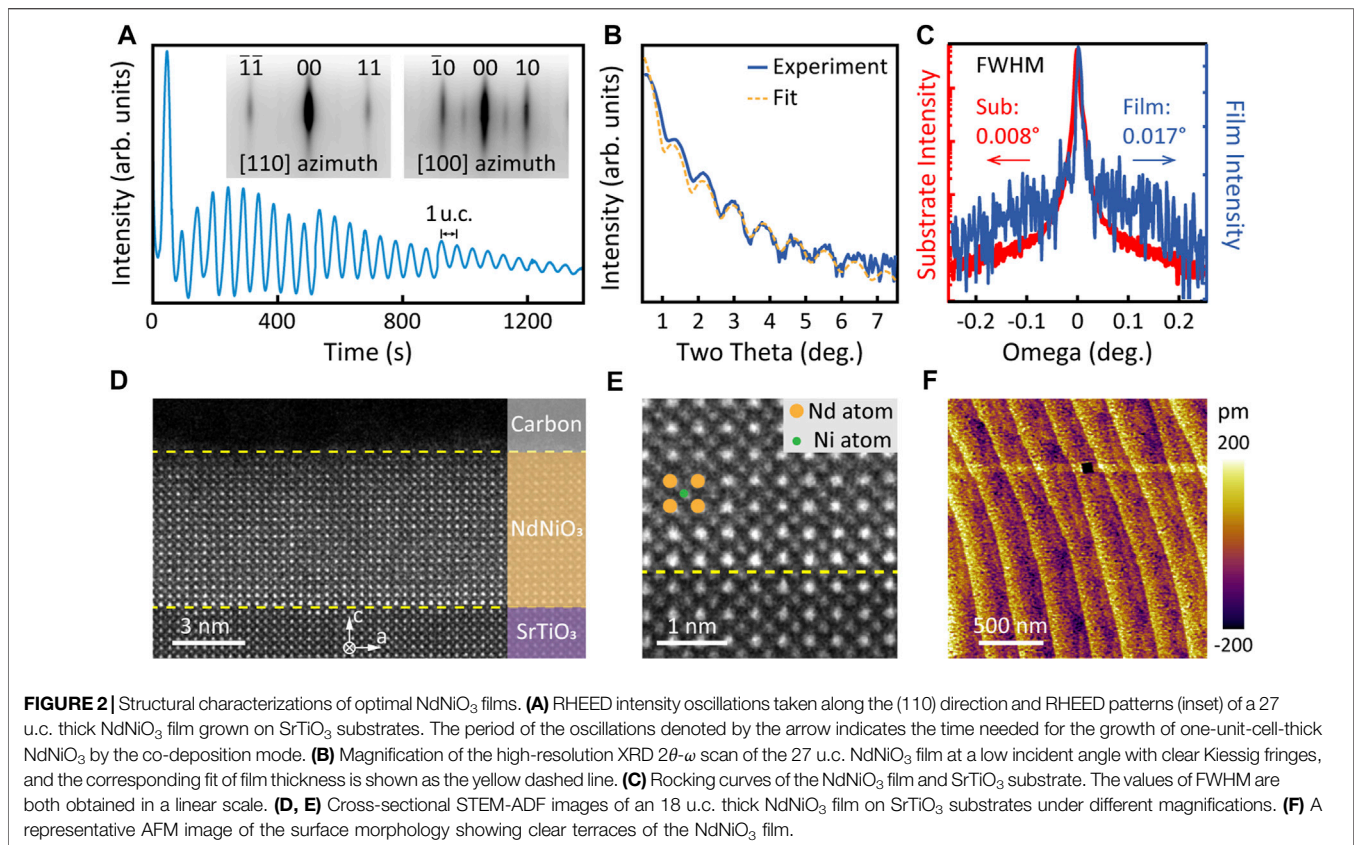 A
1̅1̅ 00 11
[110] azimuth
1̅0 00 10
[100] azimuth
1 u.c.
Intensity (arb. units)
0 400 800 1200
Time (s)
B
Experiment
Fit
Intensity (arb. units)
1 2 3 4 5 6 7
Two Theta (deg.)
C
FWHM
Sub:
0.008°
Film:
0.017°
Substrate Intensity
Film Intensity
-0.2 -0.1 0 0.1 0.2
Omega (deg.)
D
Carbon
NdNiO₃
SrTiO₃
c
a
3 nm
E
Nd atom
Ni atom
1 nm
F
500 nm
pm
200
-200
FIGURE 2 | Structural characterizations of optimal NdNiO₃ films. (A) RHEED intensity oscillations taken along the (110) direction and RHEED patterns (inset) of a 27
u.c. thick NdNiO₃ film grown on SrTiO₃ substrates. The period of the oscillations denoted by the arrow indicates the time needed for the growth of one-unit-cell-thick
NdNiO₃ by the co-deposition mode. (B) Magnification of the high-resolution XRD 2θ-ω scan of the 27 u.c. NdNiO₃ film at a low incident angle with clear Kiessig fringes,
and the corresponding fit of film thickness is shown as the yellow dashed line. (C) Rocking curves of the NdNiO₃ film and SrTiO₃ substrate. The values of FWHM are
both obtained in a linear scale. (D, E) Cross-sectional STEM-ADF images of an 18 u.c. thick NdNiO₃ film on SrTiO₃ substrates under different magnifications. (F) A
representative AFM image of the surface morphology showing clear terraces of the NdNiO₃ film.